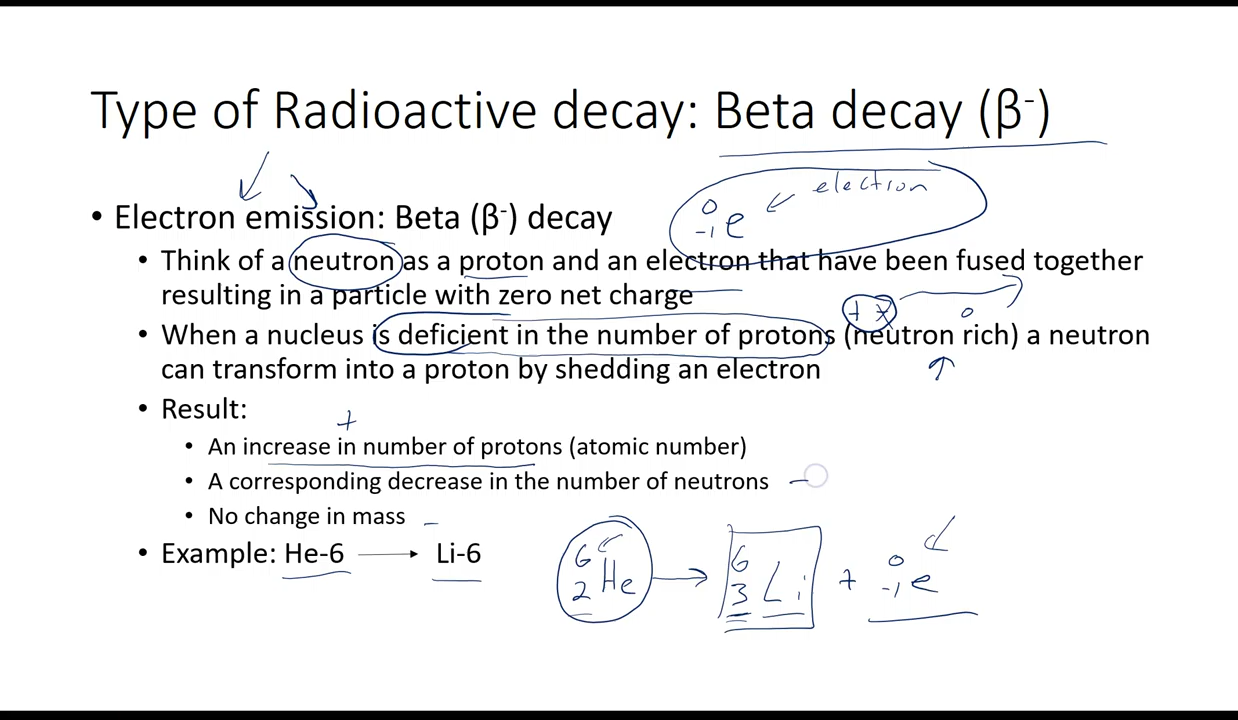 Type of Radioactive decay: Beta decay (β⁻)
electron
⁰₋₁e
• Electron emission: Beta (β⁻) decay
• Think of a neutron as a proton and an electron that have been fused together
resulting in a particle with zero net charge
• When a nucleus is deficient in the number of protons (neutron rich) a neutron
can transform into a proton by shedding an electron
• Result:
+
• An increase in number of protons (atomic number)
• A corresponding decrease in the number of neutrons –
• No change in mass –
• Example: He-6 → Li-6
⁶₂He → ⁶₃Li + ⁰₋₁e